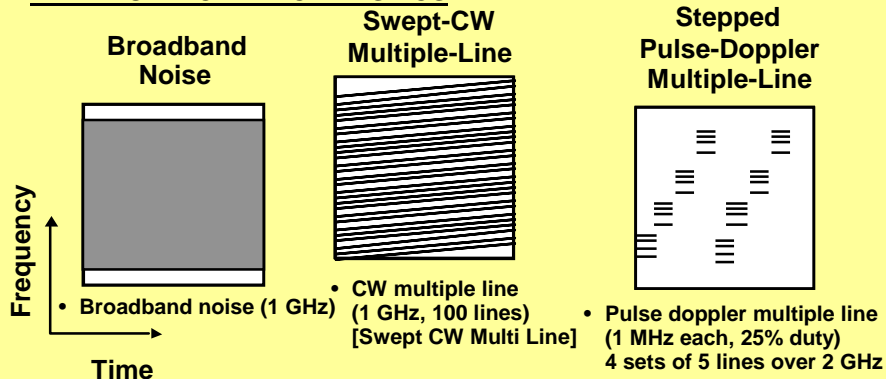 Broadband
Noise
Swept-CW
Multiple-Line
Stepped
Pulse-Doppler
Multiple-Line
Frequency
Time
• Broadband noise (1 GHz)
• CW multiple line
(1 GHz, 100 lines)
[Swept CW Multi Line]
• Pulse doppler multiple line
(1 MHz each, 25% duty)
4 sets of 5 lines over 2 GHz